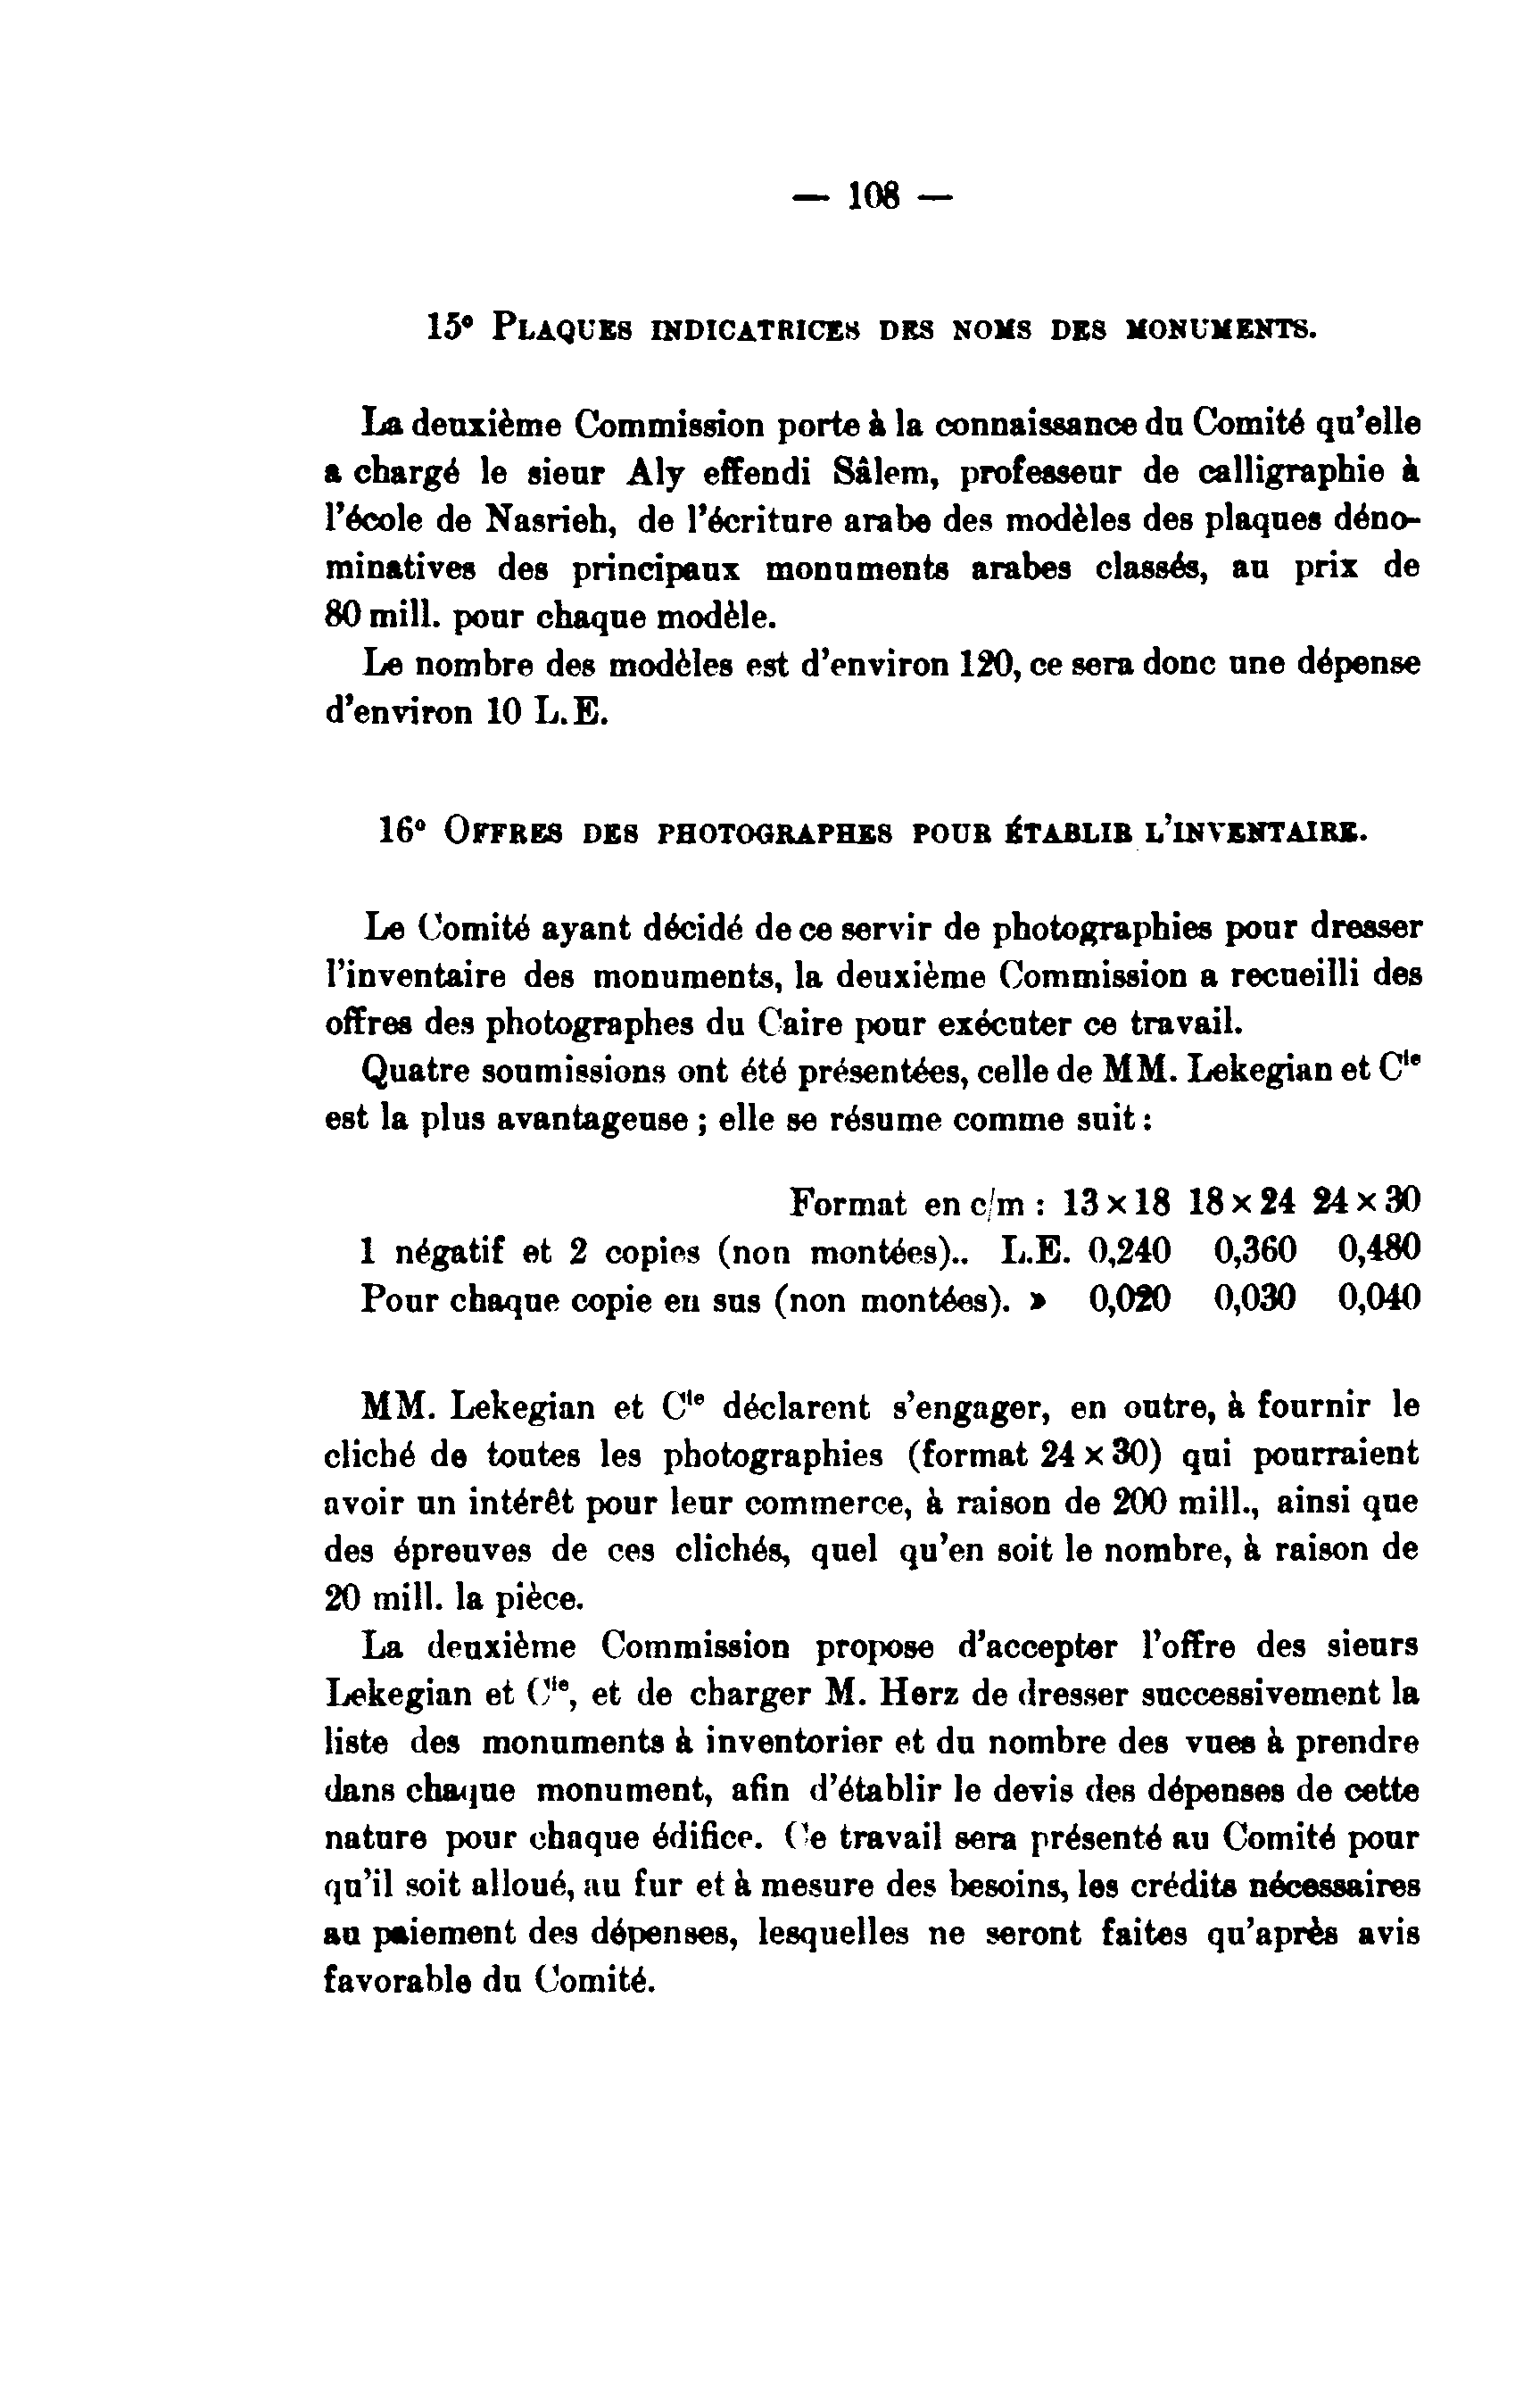 — 108 —
15° PLAQUES INDICATRICES DES NOMS DES MONUMENTS.
La deuxième Commission porte à la connaissance du Comité qu'elle
a chargé le sieur Aly effendi Sâlem, professeur de calligraphie à
l'école de Nasrieh, de l'écriture arabe des modèles des plaques déno-
minatives des principaux monuments arabes classés, au prix de
80 mill. pour chaque modèle.
Le nombre des modèles est d'environ 120, ce sera donc une dépense
d'environ 10 L.E.
16° OFFRES DES PHOTOGRAPHES POUR ÉTABLIR L'INVENTAIRE.
Le Comité ayant décidé de ce servir de photographies pour dresser
l'inventaire des monuments, la deuxième Commission a recueilli des
offres des photographes du Caire pour exécuter ce travail.
Quatre soumissions ont été présentées, celle de MM. Lekegian et Cie
est la plus avantageuse ; elle se résume comme suit :
Format en c/m : 13 x 18 18 x 24 24 x 30
1 négatif et 2 copies (non montées).. L.E. 0,240 0,360 0,480
Pour chaque copie en sus (non montées). » 0,020 0,030 0,040
MM. Lekegian et Cie déclarent s'engager, en outre, à fournir le
cliché de toutes les photographies (format 24 x 30) qui pourraient
avoir un intérêt pour leur commerce, à raison de 200 mill., ainsi que
des épreuves de ces clichés, quel qu'en soit le nombre, à raison de
20 mill. la pièce.
La deuxième Commission propose d'accepter l'offre des sieurs
Lekegian et Cie, et de charger M. Herz de dresser successivement la
liste des monuments à inventorier et du nombre des vues à prendre
dans chaque monument, afin d'établir le devis des dépenses de cette
nature pour chaque édifice. Ce travail sera présenté au Comité pour
qu'il soit alloué, au fur et à mesure des besoins, les crédits nécessaires
au paiement des dépenses, lesquelles ne seront faites qu'après avis
favorable du Comité.